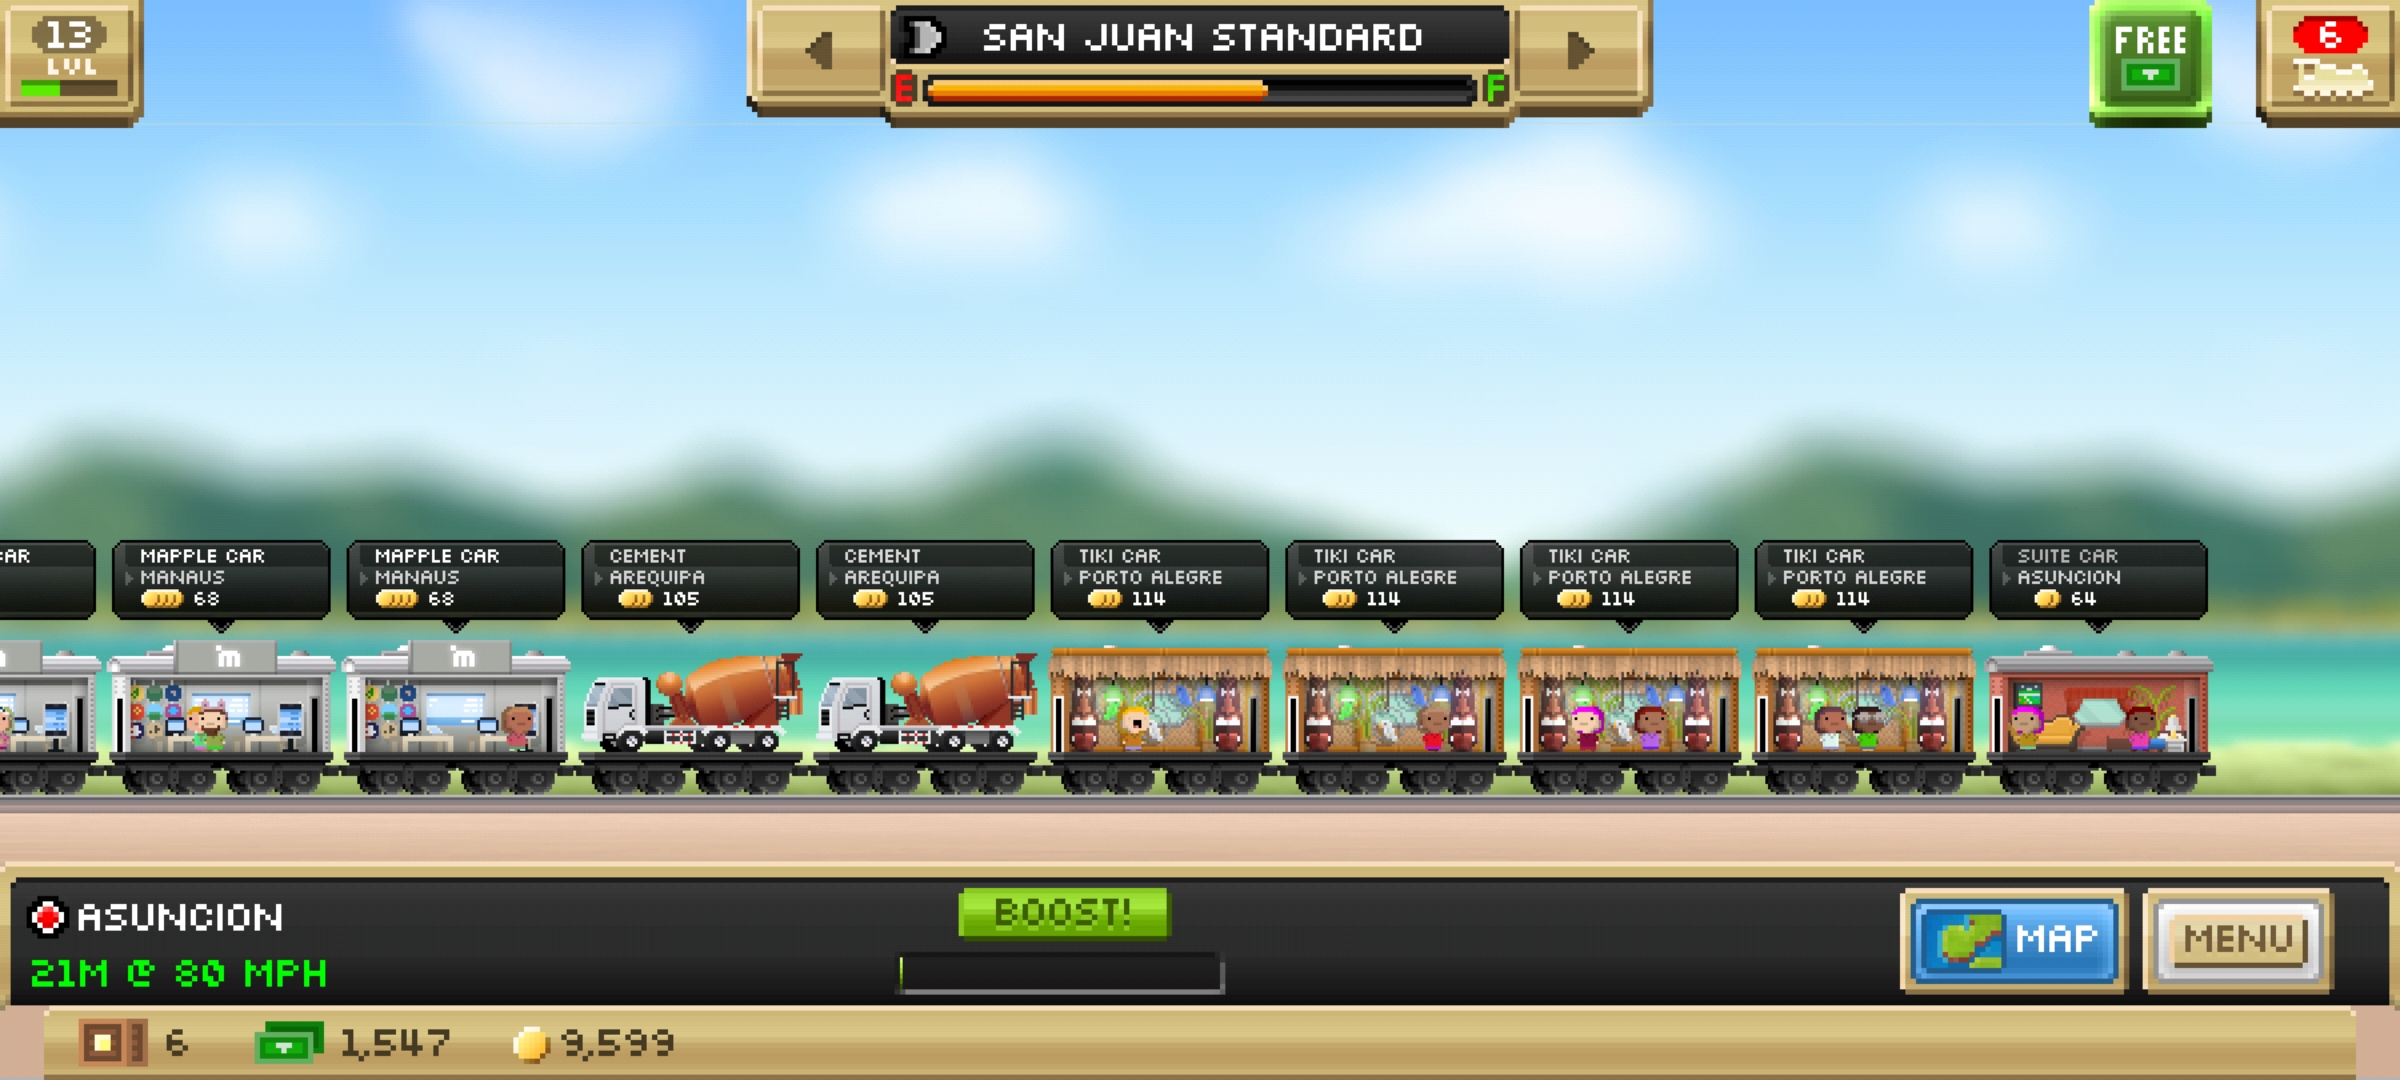 13
LVL
SAN JUAN STANDARD
E F
FREE
6
CAR
MAPPLE CAR
MANAUS
68
MAPPLE CAR
MANAUS
68
CEMENT
AREQUIPA
105
CEMENT
AREQUIPA
105
TIKI CAR
PORTO ALEGRE
114
TIKI CAR
PORTO ALEGRE
114
TIKI CAR
PORTO ALEGRE
114
TIKI CAR
PORTO ALEGRE
114
SUITE CAR
ASUNCION
64
m
m
ASUNCION
21M @ 80 MPH
BOOST!
MAP
MENU
6
1,547
9,599